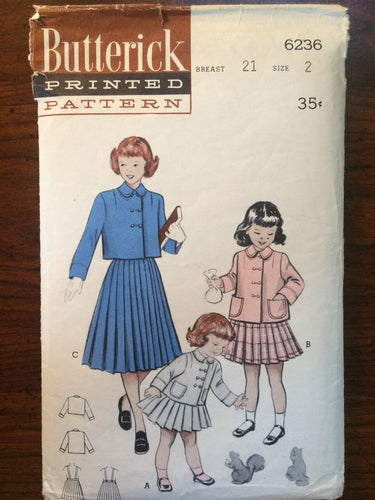 Butterick
PRINTED
PATTERN
6236
BREAST 21 SIZE 2
35¢
C
B
A